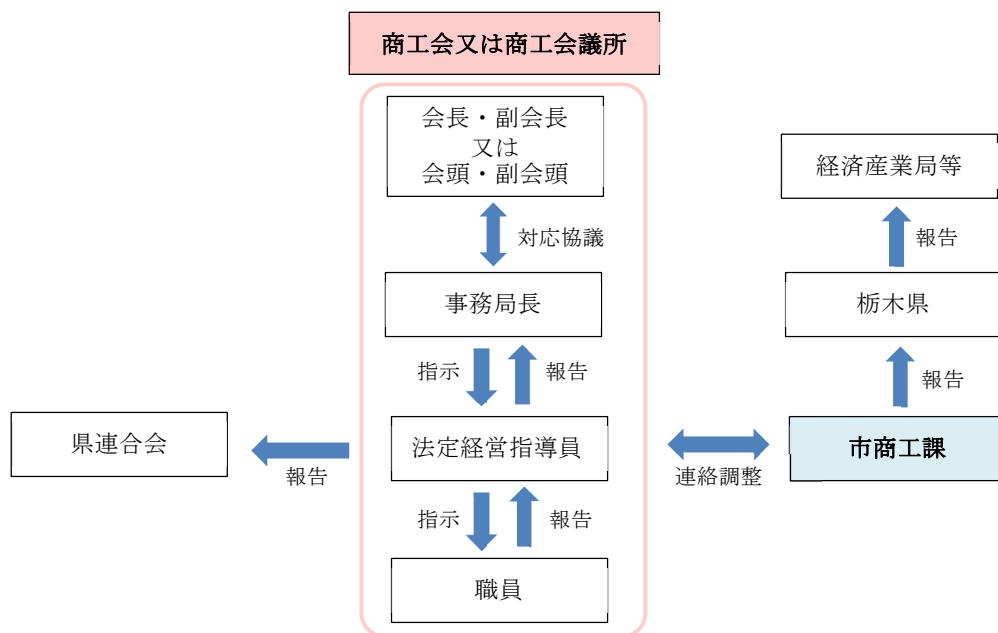 商工会又は商工会議所
会長・副会長
又は
会頭・副会頭
経済産業局等
対応協議
報告
事務局長
栃木県
指示
報告
報告
県連合会
法定経営指導員
市商工課
報告
連絡調整
指示
報告
職員